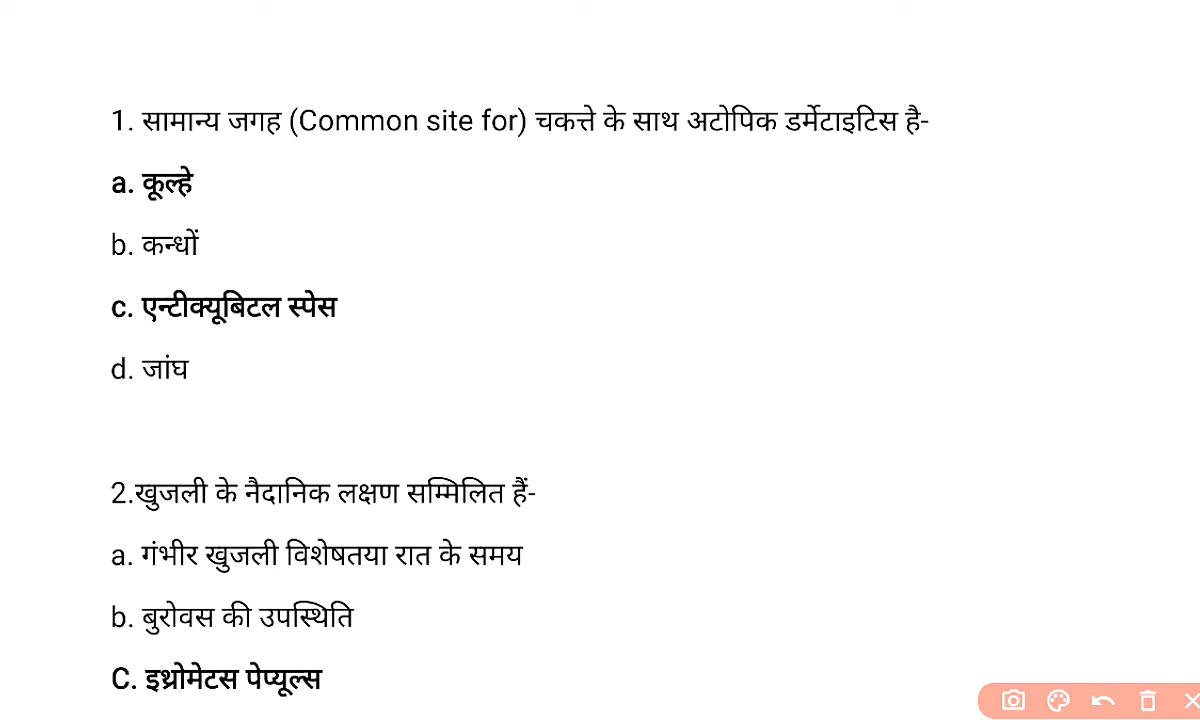 1. सामान्य जगह (Common site for) चकत्ते के साथ अटोपिक डर्मेटाइटिस है-
a. कूल्हे
b. कन्धों
c. एन्टीक्यूबिटल स्पेस
d. जांघ
2.खुजली के नैदानिक लक्षण सम्मिलित हैं-
a. गंभीर खुजली विशेषतया रात के समय
b. बुरोवस की उपस्थिति
C. इथ्रोमेटस पेप्यूल्स